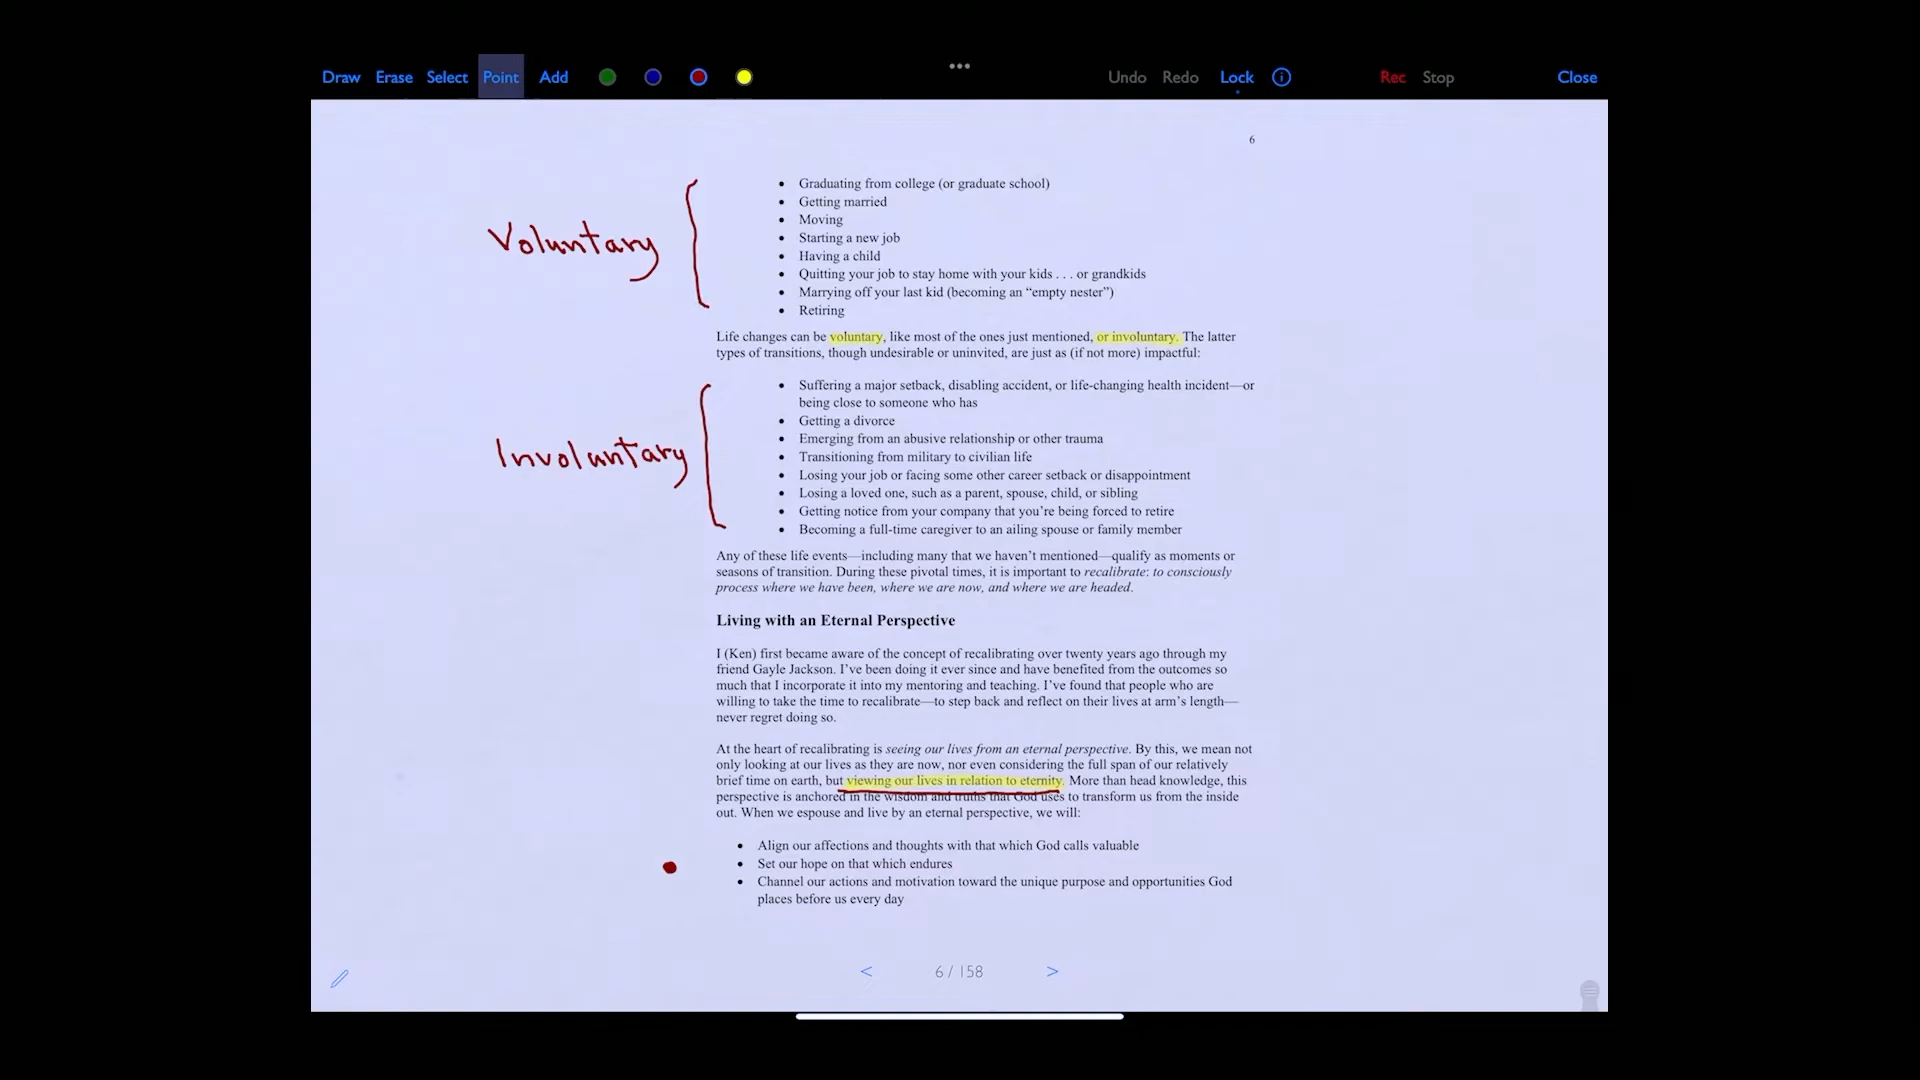 Draw Erase Select Point Add Undo Redo Lock Rec Stop Close
6
• Graduating from college (or graduate school)
• Getting married
• Moving
Voluntary
• Starting a new job
• Having a child
• Quitting your job to stay home with your kids . . . or grandkids
• Marrying off your last kid (becoming an “empty nester”)
• Retiring
Life changes can be voluntary, like most of the ones just mentioned, or involuntary. The latter
types of transitions, though undesirable or uninvited, are just as (if not more) impactful:
• Suffering a major setback, disabling accident, or life-changing health incident—or
being close to someone who has
• Getting a divorce
• Emerging from an abusive relationship or other trauma
Involuntary
• Transitioning from military to civilian life
• Losing your job or facing some other career setback or disappointment
• Losing a loved one, such as a parent, spouse, child, or sibling
• Getting notice from your company that you’re being forced to retire
• Becoming a full-time caregiver to an ailing spouse or family member
Any of these life events—including many that we haven’t mentioned—qualify as moments or
seasons of transition. During these pivotal times, it is important to recalibrate: to consciously
process where we have been, where we are now, and where we are headed.
Living with an Eternal Perspective
I (Ken) first became aware of the concept of recalibrating over twenty years ago through my
friend Gayle Jackson. I’ve been doing it ever since and have benefited from the outcomes so
much that I incorporate it into my mentoring and teaching. I’ve found that people who are
willing to take the time to recalibrate—to step back and reflect on their lives at arm’s length—
never regret doing so.
At the heart of recalibrating is seeing our lives from an eternal perspective. By this, we mean not
only looking at our lives as they are now, nor even considering the full span of our relatively
brief time on earth, but viewing our lives in relation to eternity. More than head knowledge, this
perspective is anchored in the wisdom and truths that God uses to transform us from the inside
out. When we espouse and live by an eternal perspective, we will:
• Align our affections and thoughts with that which God calls valuable
• Set our hope on that which endures
• Channel our actions and motivation toward the unique purpose and opportunities God
places before us every day
< 6 / 158 >